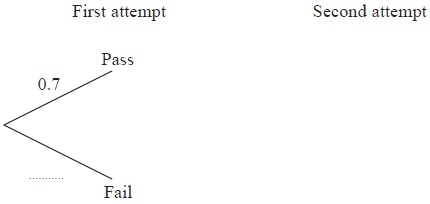 First attempt Second attempt
Pass
0.7
...........
Fail